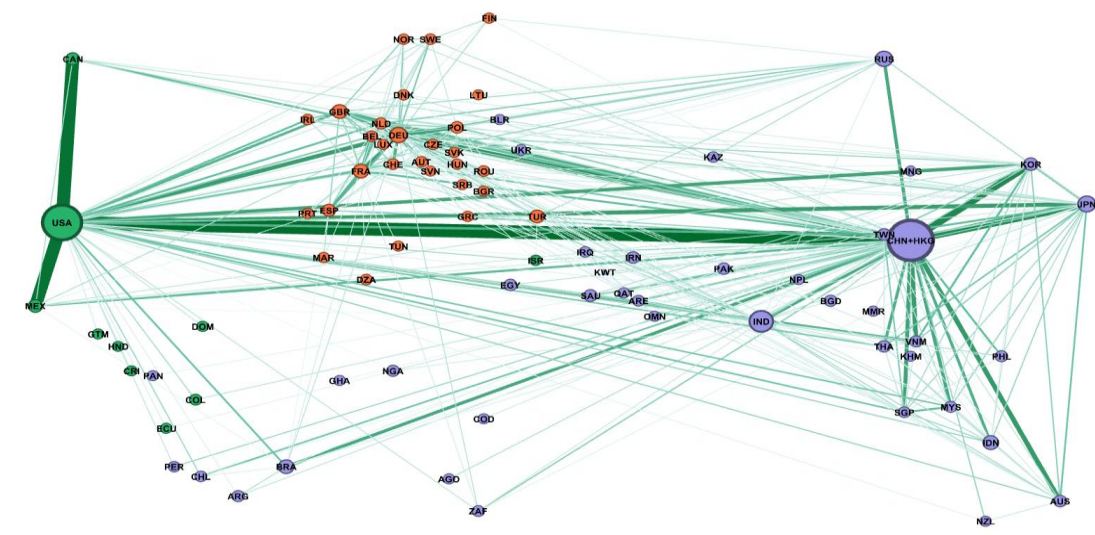 FIN
NOR SWE
CAN
RUS
DNK LTU
GBR
IRL NLD BLR
POL
BEL DEU
LUX CZE UKR
SVK KAZ
CHE AUT HUN KOR
FRA SVN ROU MNG
SRB
BGR
JPN
PRT ESP GRC TUR
USA
TWN
CHN+HKG
TUN
MAR ISR IRQ IRN
KWT PAK
DZA EGY NPL
SAU QAT
ARE BGD
MEX OMN MMR
IND
DOM
GTM
HND VNM
THA
KHM PHL
CRI PAN NGA
GHA
COL MYS
SGP
COD
ECU IDN
PER BRA
CHL AGO
ARG AUS
ZAF
NZL